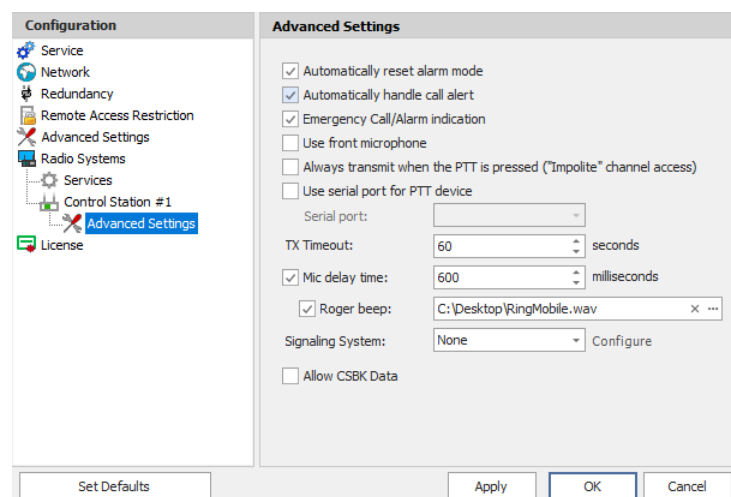 Configuration
Service
Network
Redundancy
Remote Access Restriction
Advanced Settings
Radio Systems
Services
Control Station #1
Advanced Settings
License
Advanced Settings
Automatically reset alarm mode
Automatically handle call alert
Emergency Call/Alarm indication
Use front microphone
Always transmit when the PTT is pressed ("Impolite" channel access)
Use serial port for PTT device
Serial port:
TX Timeout: 60 seconds
Mic delay time: 600 milliseconds
Roger beep: C:\Desktop\RingMobile.wav
Signaling System: None Configure
Allow CSBK Data
Set Defaults Apply OK Cancel